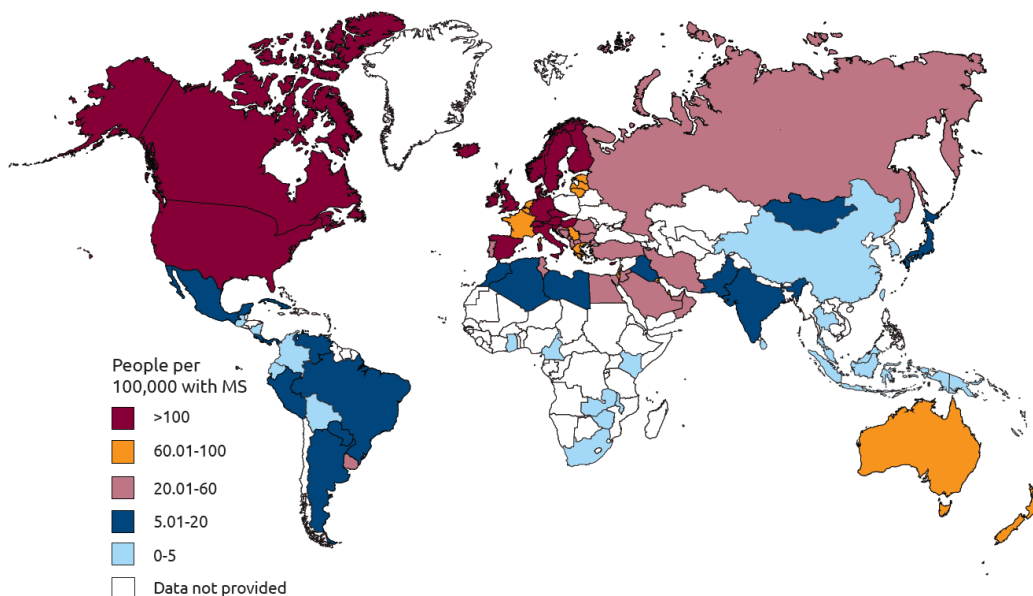 People per
100,000 with MS
>100
60.01-100
20.01-60
5.01-20
0-5
Data not provided